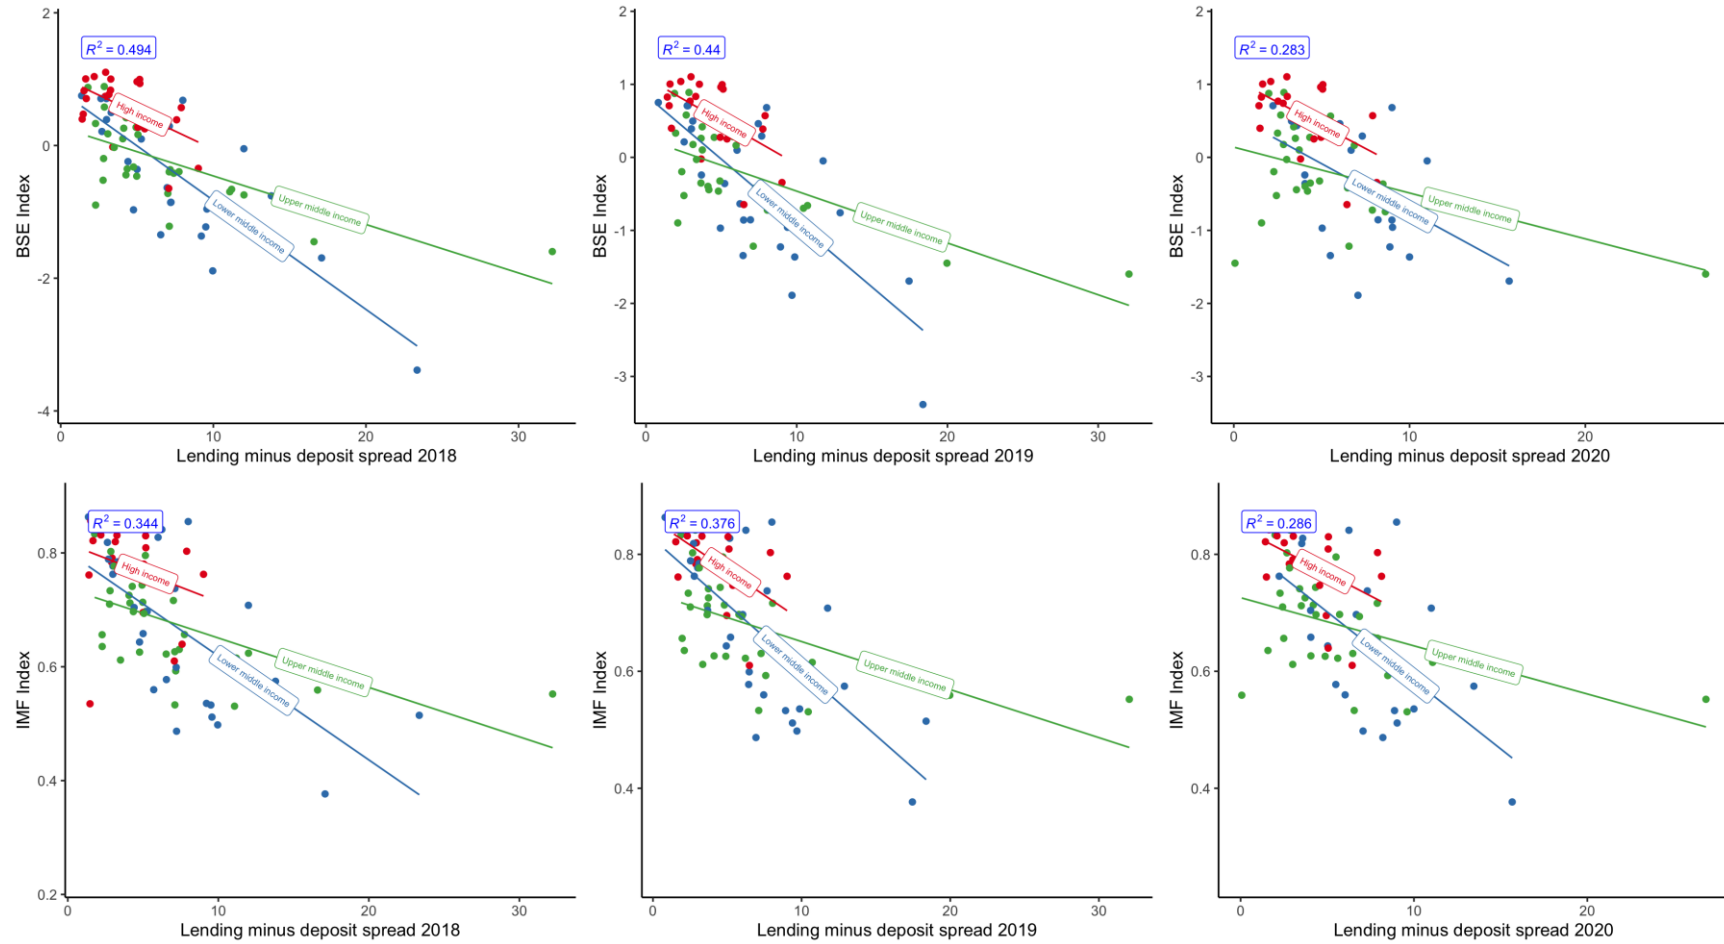 2
R² = 0.494
High income
0
BSE Index
Lower middle income
Upper middle income
-2
-4
0
10
20
30
Lending minus deposit spread 2018
2
R² = 0.44
1
High income
0
BSE Index
Lower middle income
Upper middle income
-1
-2
-3
0
10
20
30
Lending minus deposit spread 2019
2
R² = 0.283
1
High income
0
BSE Index
Lower middle income
Upper middle income
-1
-2
-3
0
10
20
Lending minus deposit spread 2020
R² = 0.344
0.8
High income
IMF Index
Lower middle income
Upper middle income
0.6
0.4
0.2
0
10
20
30
Lending minus deposit spread 2018
R² = 0.376
0.8
High income
IMF Index
Lower middle income
Upper middle income
0.6
0.4
0
10
20
30
Lending minus deposit spread 2019
R² = 0.286
0.8
High income
IMF Index
Lower middle income
Upper middle income
0.6
0.4
0
10
20
Lending minus deposit spread 2020